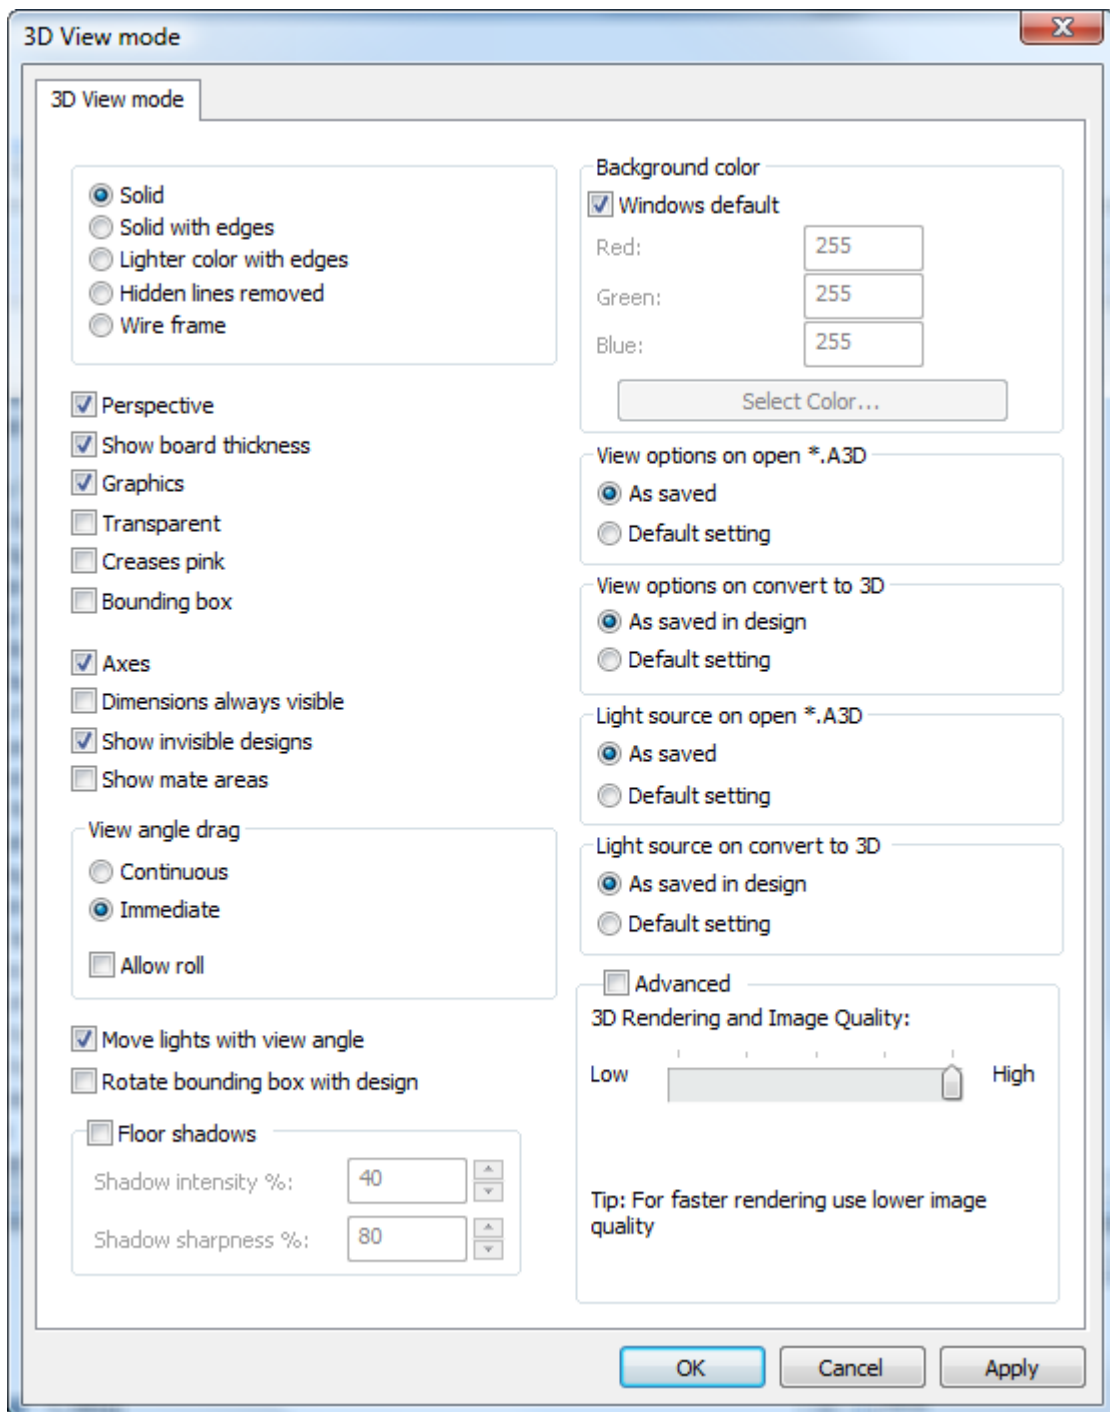 3D View mode
3D View mode
Solid
Solid with edges
Lighter color with edges
Hidden lines removed
Wire frame
Perspective
Show board thickness
Graphics
Transparent
Creases pink
Bounding box
Axes
Dimensions always visible
Show invisible designs
Show mate areas
View angle drag
Continuous
Immediate
Allow roll
Move lights with view angle
Rotate bounding box with design
Floor shadows
Shadow intensity %: 40
Shadow sharpness %: 80
Background color
Windows default
Red: 255
Green: 255
Blue: 255
Select Color...
View options on open *.A3D
As saved
Default setting
View options on convert to 3D
As saved in design
Default setting
Light source on open *.A3D
As saved
Default setting
Light source on convert to 3D
As saved in design
Default setting
Advanced
3D Rendering and Image Quality:
Low High
Tip: For faster rendering use lower image
quality
OK Cancel Apply